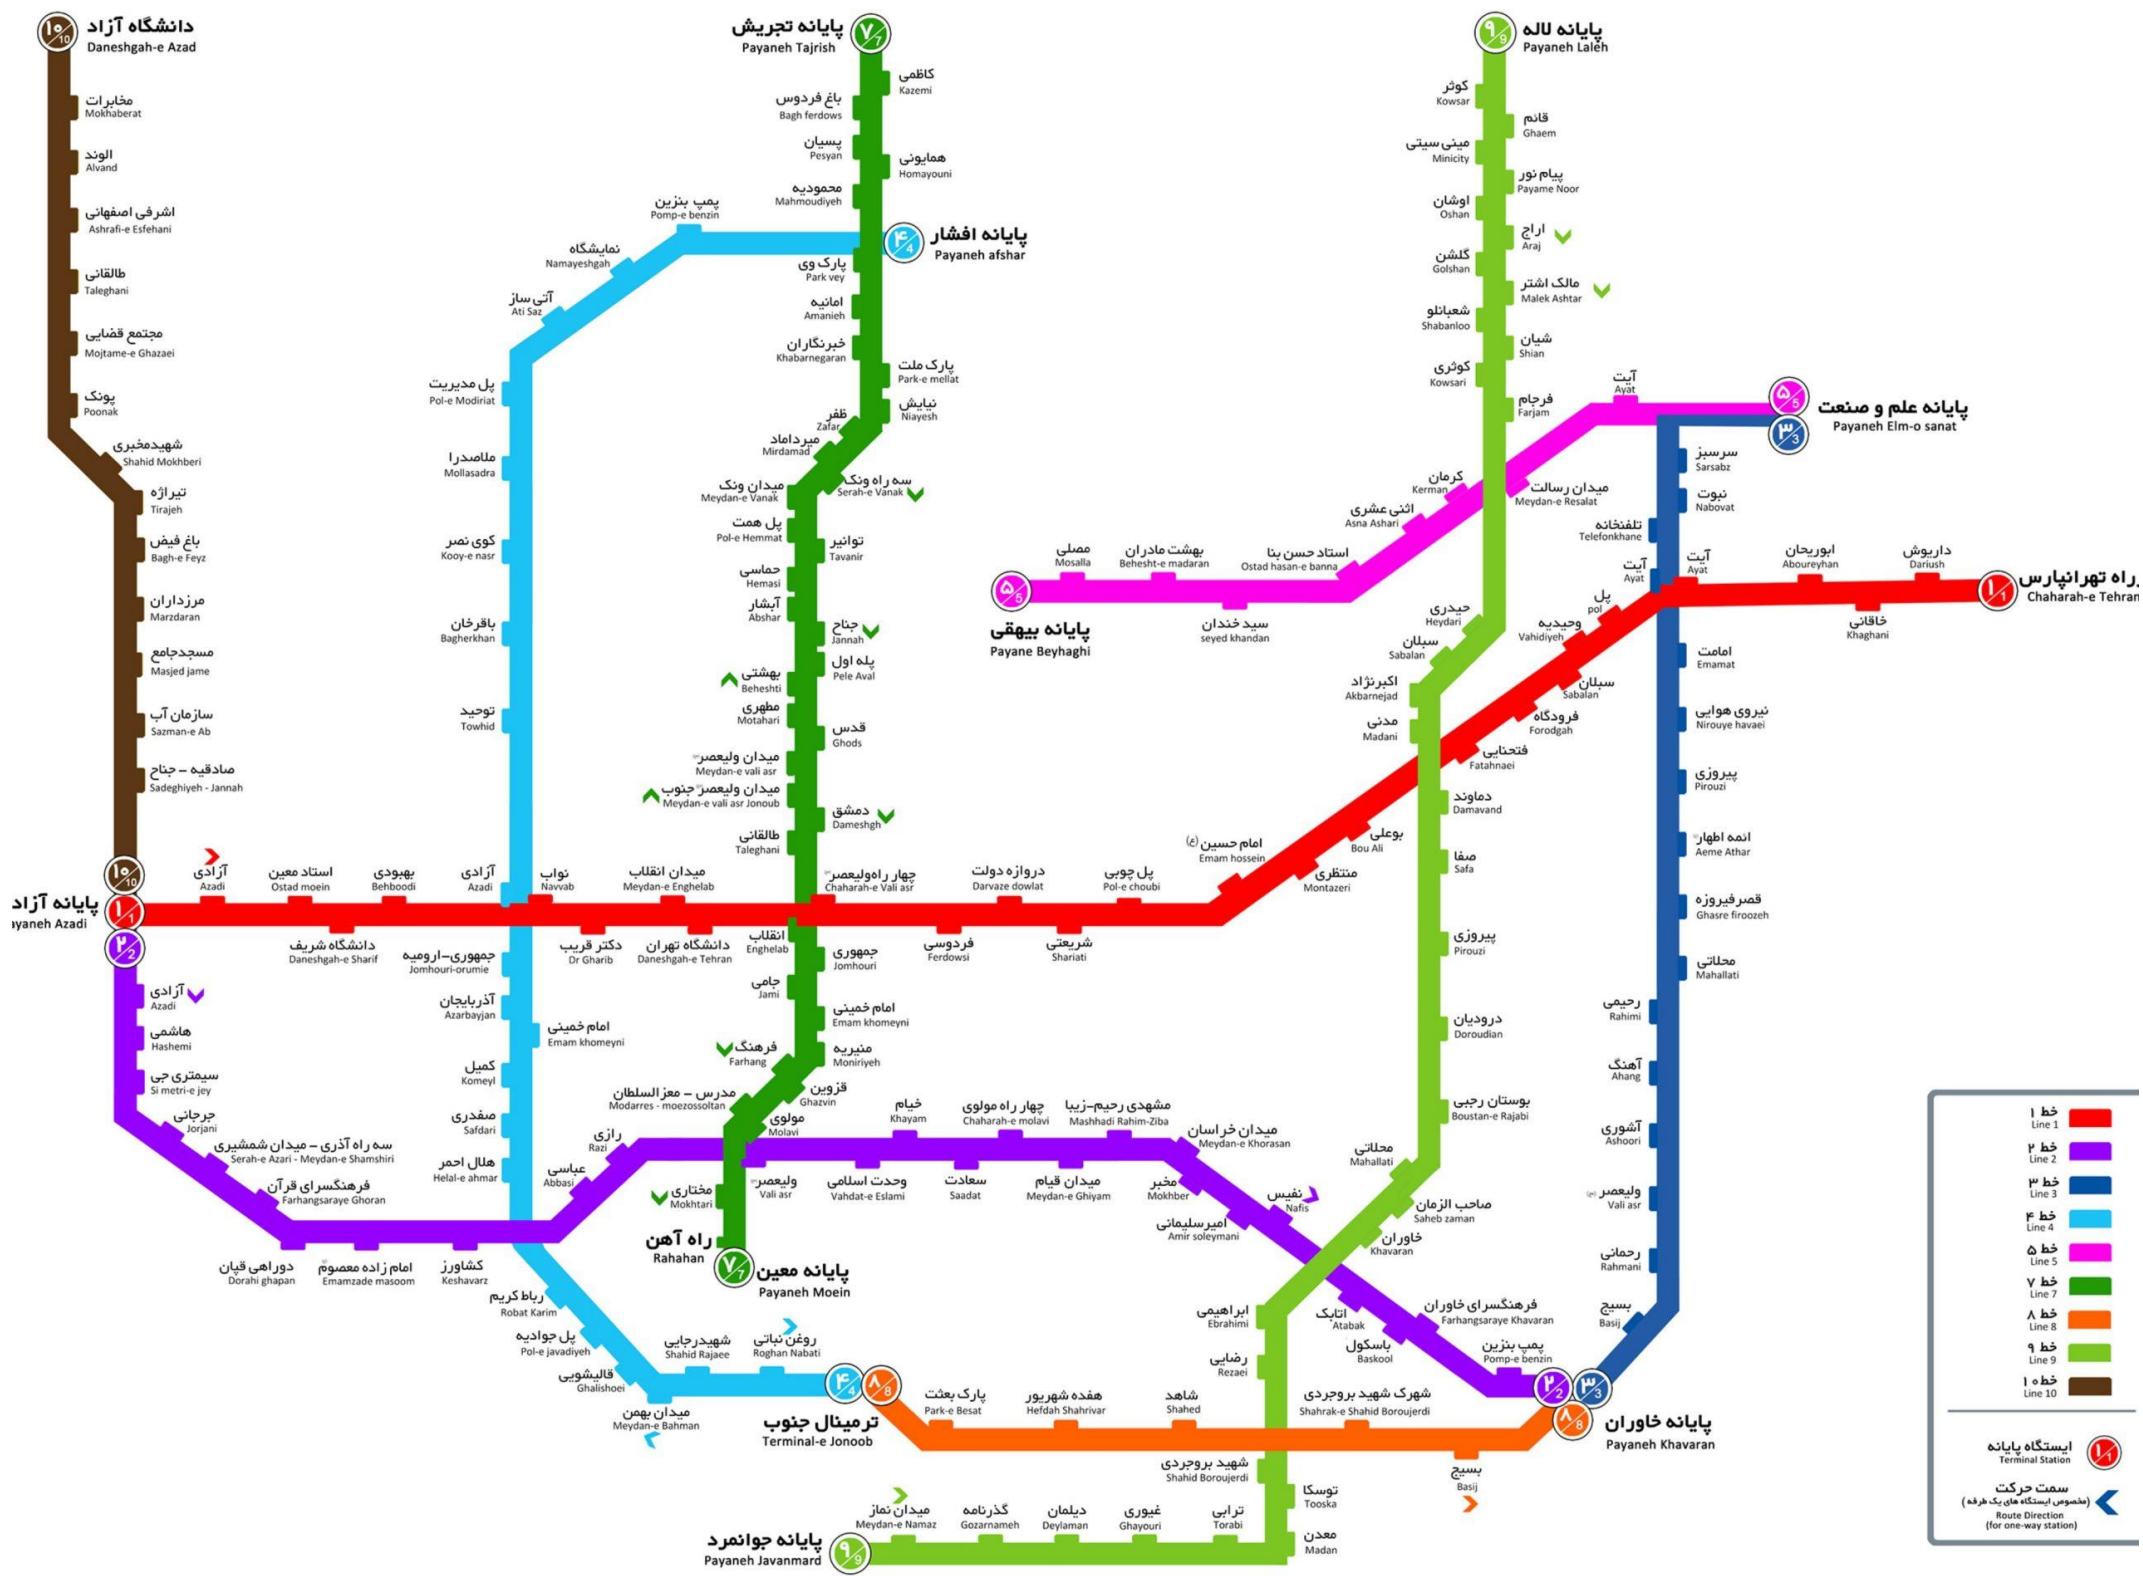 دانشگاه آزاد
Daneshgah-e Azad
مخابرات
Mokhaberat
الوند
Alvand
اشرفی اصفهانی
Ashrafi-e Esfehani
طالقانی
Taleghani
مجتمع قضایی
Mojtame-e Ghazaei
پونک
Poonak
شهیدمخبری
Shahid Mokhberi
تیراژه
Tirajeh
باغ فیض
Bagh-e Feyz
مرزداران
Marzdaran
مسجدجامع
Masjed jame
سازمان آب
Sazman-e Ab
صادقیه - جناح
Sadeghiyeh - Jannah
۱۰/10
پایانه آزاد
ayaneh Azadi
۱/1
۲/2
پایانه تجریش
Payaneh Tajrish
۷/7
کاظمی
Kazemi
باغ فردوس
Bagh ferdows
پسیان
Pesyan
همایونی
Homayouni
محمودیه
Mahmoudiyeh
پارک وی
Park vey
امانیه
Amanieh
خبرنگاران
Khabarnegaran
پارک ملت
Park-e mellat
نیایش
Niayesh
ظفر
Zafar
میرداماد
Mirdamad
سه راه ونک
Serah-e Vanak
میدان ونک
Meydan-e Vanak
پل همت
Pol-e Hemmat
توانیر
Tavanir
حماسی
Hemasi
آبشار
Abshar
جناح
Jannah
پله اول
Pele Aval
بهشتی
Beheshti
مطهری
Motahari
قدس
Ghods
میدان ولیعصر
Meydan-e vali asr
میدان ولیعصر جنوب
Meydan-e vali asr Jonoub
دمشق
Dameshgh
طالقانی
Taleghani
انقلاب
Enghelab
جمهوری
Jomhouri
جامی
Jami
امام خمینی
Emam khomeyni
منیریه
Moniriyeh
فرهنگ
Farhang
قزوین
Ghazvin
مدرس - معزالسلطان
Modarres - moezossoltan
مولوی
Molavi
مختاری
Mokhtari
راه آهن
Rahahan
پایانه معین
Payaneh Moein
پایانه افشار
Payaneh afshar
۴/4
پمپ بنزین
Pomp-e benzin
نمایشگاه
Namayeshgah
آتی ساز
Ati Saz
پل مدیریت
Pol-e Modiriat
ملاصدرا
Mollasadra
کوی نصر
Kooy-e nasr
باقرخان
Bagherkhan
توحید
Towhid
آزادی
Azadi
جمهوری-ارومیه
Jomhouri-orumie
آذربایجان
Azarbayjan
امام خمینی
Emam khomeyni
کمیل
Komeyl
صفدری
Safdari
هلال احمر
Helal-e ahmar
رباط کریم
Robat Karim
پل جوادیه
Pol-e javadiyeh
قالیشویی
Ghalishoei
میدان بهمن
Meydan-e Bahman
شهیدرجایی
Shahid Rajaee
روغن نباتی
Roghan Nabati
ترمینال جنوب
Terminal-e Jonoob
۸/8
پایانه لاله
Payaneh Laleh
۹/9
کوثر
Kowsar
قائم
Ghaem
مینی سیتی
Minicity
پیام نور
Payame Noor
اوشان
Oshan
اراج
Araj
گلشن
Golshan
مالک اشتر
Malek Ashtar
شعبانلو
Shabanloo
شیان
Shian
کوثری
Kowsari
فرجام
Farjam
حیدری
Heydari
سبلان
Sabalan
اکبرنژاد
Akbarnejad
مدنی
Madani
دماوند
Damavand
صفا
Safa
پیروزی
Pirouzi
درودیان
Doroudian
بوستان رجبی
Boustan-e Rajabi
محلاتی
Mahallati
صاحب الزمان
Saheb zaman
خاوران
Khavaran
ابراهیمی
Ebrahimi
رضایی
Rezaei
شهید بروجردی
Shahid Boroujerdi
توسکا
Tooska
معدن
Madan
ترابی
Torabi
غیوری
Ghayouri
دیلمان
Deylaman
گذرنامه
Gozarnameh
میدان نماز
Meydan-e Namaz
پایانه جوانمرد
Payaneh Javanmard
آیت
Ayat
۵/5
۳/3
پایانه علم و صنعت
Payaneh Elm-o sanat
میدان رسالت
Meydan-e Resalat
کرمان
Kerman
اثنی عشری
Asna Ashari
استاد حسن بنا
Ostad hasan-e banna
سید خندان
seyed khandan
بهشت مادران
Behesht-e madaran
مصلی
Mosalla
پایانه بیهقی
Payane Beyhaghi
سرسبز
Sarsabz
نبوت
Nabovat
تلفنخانه
Telefonkhane
آیت
Ayat
امامت
Emamat
نیروی هوایی
Nirouye havaei
پیروزی
Pirouzi
ائمه اطهار
Aeme Athar
قصرفیروزه
Ghasre firoozeh
محلاتی
Mahallati
رحیمی
Rahimi
آهنگ
Ahang
آشوری
Ashoori
ولیعصر
Vali asr
رحمانی
Rahmani
بسیج
Basij
پایانه خاوران
Payaneh Khavaran
آزادی
Azadi
استاد معین
Ostad moein
دانشگاه شریف
Daneshgah-e Sharif
بهبودی
Behboodi
نواب
Navvab
دکتر قریب
Dr Gharib
میدان انقلاب
Meydan-e Enghelab
دانشگاه تهران
Daneshgah-e Tehran
چهار راه ولیعصر
Chaharah-e Vali asr
فردوسی
Ferdowsi
دروازه دولت
Darvaze dowlat
شریعتی
Shariati
پل چوبی
Pol-e choubi
امام حسین (ع)
Emam hossein
منتظری
Montazeri
بوعلی
Bou Ali
فتحنایی
Fatahnaei
فرودگاه
Forodgah
سبلان
Sabalan
وحیدیه
Vahidiyeh
پل
pol
آیت
Ayat
ابوریحان
Aboureyhan
خاقانی
Khaghani
داریوش
Dariush
رراه تهرانپارس
Chaharah-e Tehran
آزادی
Azadi
هاشمی
Hashemi
سیمتری جی
Si metri-e jey
جرجانی
Jorjani
سه راه آذری - میدان شمشیری
Serah-e Azari - Meydan-e Shamshiri
فرهنگسرای قرآن
Farhangsaraye Ghoran
دوراهی قپان
Dorahi ghapan
امام زاده معصوم
Emamzade masoom
کشاورز
Keshavarz
عباسی
Abbasi
رازی
Razi
ولیعصر
Vali asr
وحدت اسلامی
Vahdat-e Eslami
خیام
Khayam
سعادت
Saadat
چهار راه مولوی
Chaharah-e molavi
میدان قیام
Meydan-e Ghiyam
مشهدی رحیم-زیبا
Mashhadi Rahim-Ziba
میدان خراسان
Meydan-e Khorasan
مخبر
Mokhber
امیرسلیمانی
Amir soleymani
نفیس
Nafis
اتابک
Atabak
باسکول
Baskool
فرهنگسرای خاوران
Farhangsaraye Khavaran
پمپ بنزین
Pomp-e benzin
پارک بعثت
Park-e Besat
هفده شهریور
Hefdah Shahrivar
شاهد
Shahed
شهرک شهید بروجردی
Shahrak-e Shahid Boroujerdi
بسیج
Basij
خط ۱
Line 1
خط ۲
Line 2
خط ۳
Line 3
خط ۴
Line 4
خط ۵
Line 5
خط ۷
Line 7
خط ۸
Line 8
خط ۹
Line 9
خط ۱۰
Line 10
ایستگاه پایانه
Terminal Station
سمت حرکت
(مخصوص ایستگاه های یک طرفه)
Route Direction
(for one-way station)